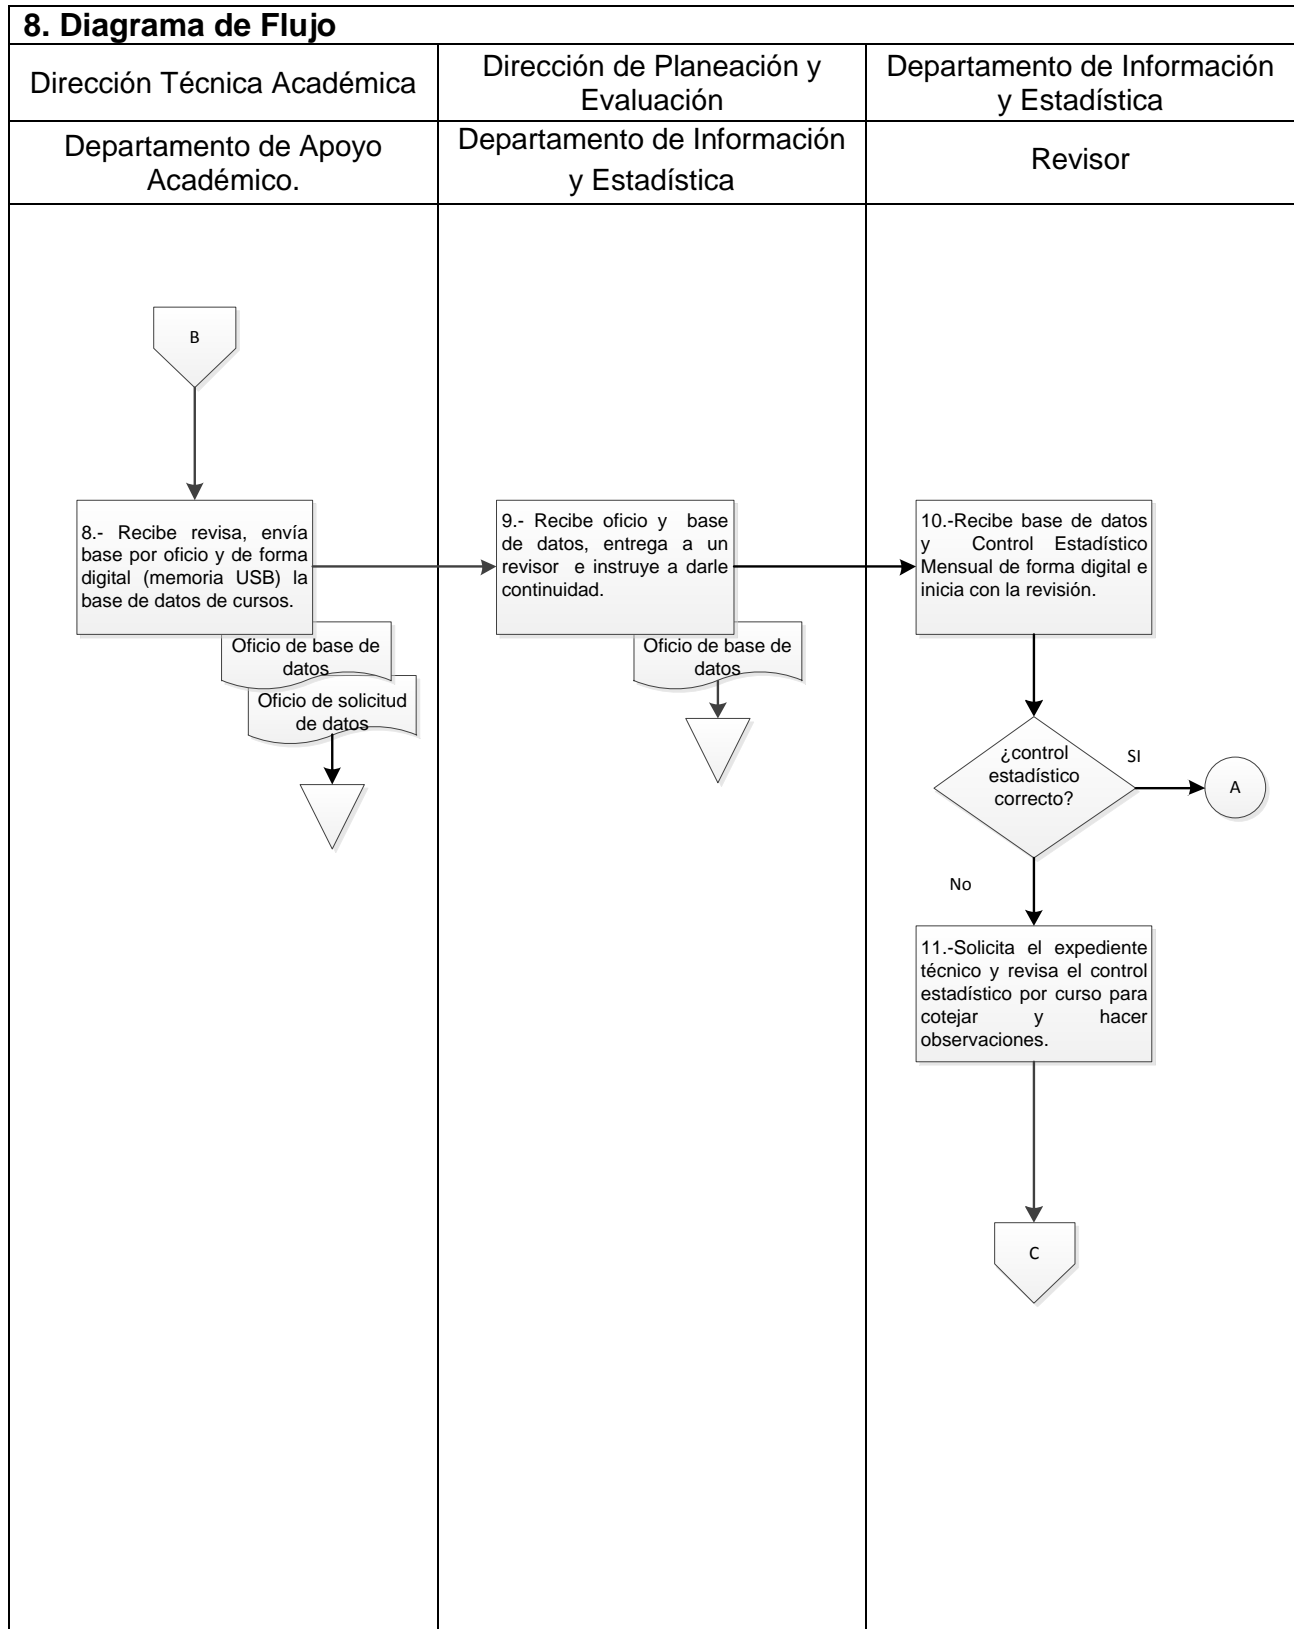 8. Diagrama de Flujo
Dirección Técnica Académica
Dirección de Planeación y
Evaluación
Departamento de Información
y Estadística
Departamento de Apoyo
Académico.
Departamento de Información
y Estadística
Revisor
B
8.- Recibe revisa, envía
base por oficio y de forma
digital (memoria USB) la
base de datos de cursos.
Oficio de base de
datos
Oficio de solicitud
de datos
9.- Recibe oficio y base
de datos, entrega a un
revisor e instruye a darle
continuidad.
Oficio de base de
datos
10.-Recibe base de datos
y Control Estadístico
Mensual de forma digital e
inicia con la revisión.
¿control
estadístico
correcto?
SI
A
No
11.-Solicita el expediente
técnico y revisa el control
estadístico por curso para
cotejar y hacer
observaciones.
C